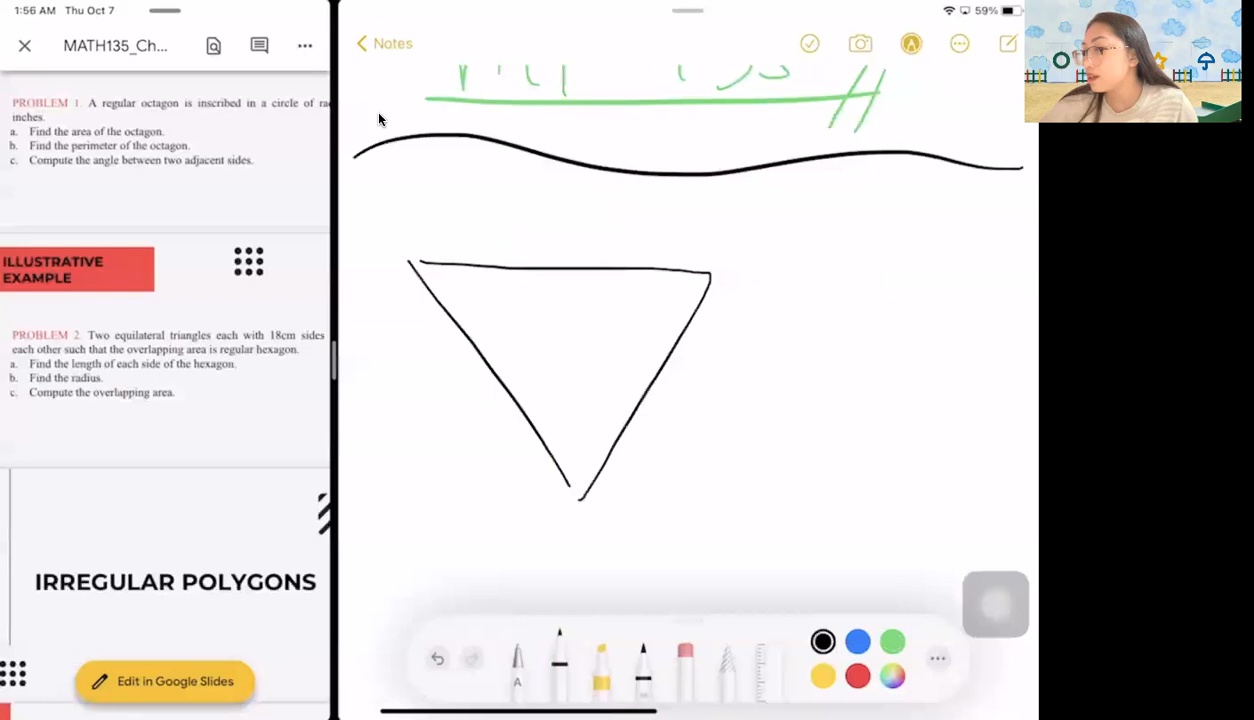 1:56 AM Thu Oct 7
59%
MATH135_Ch...
Notes
PROBLEM 1. A regular octagon is inscribed in a circle of ra
inches.
a. Find the area of the octagon.
b. Find the perimeter of the octagon.
c. Compute the angle between two adjacent sides.
ILLUSTRATIVE
EXAMPLE
PROBLEM 2. Two equilateral triangles each with 18cm sides
each other such that the overlapping area is regular hexagon.
a. Find the length of each side of the hexagon.
b. Find the radius.
c. Compute the overlapping area.
IRREGULAR POLYGONS
Edit in Google Slides
A